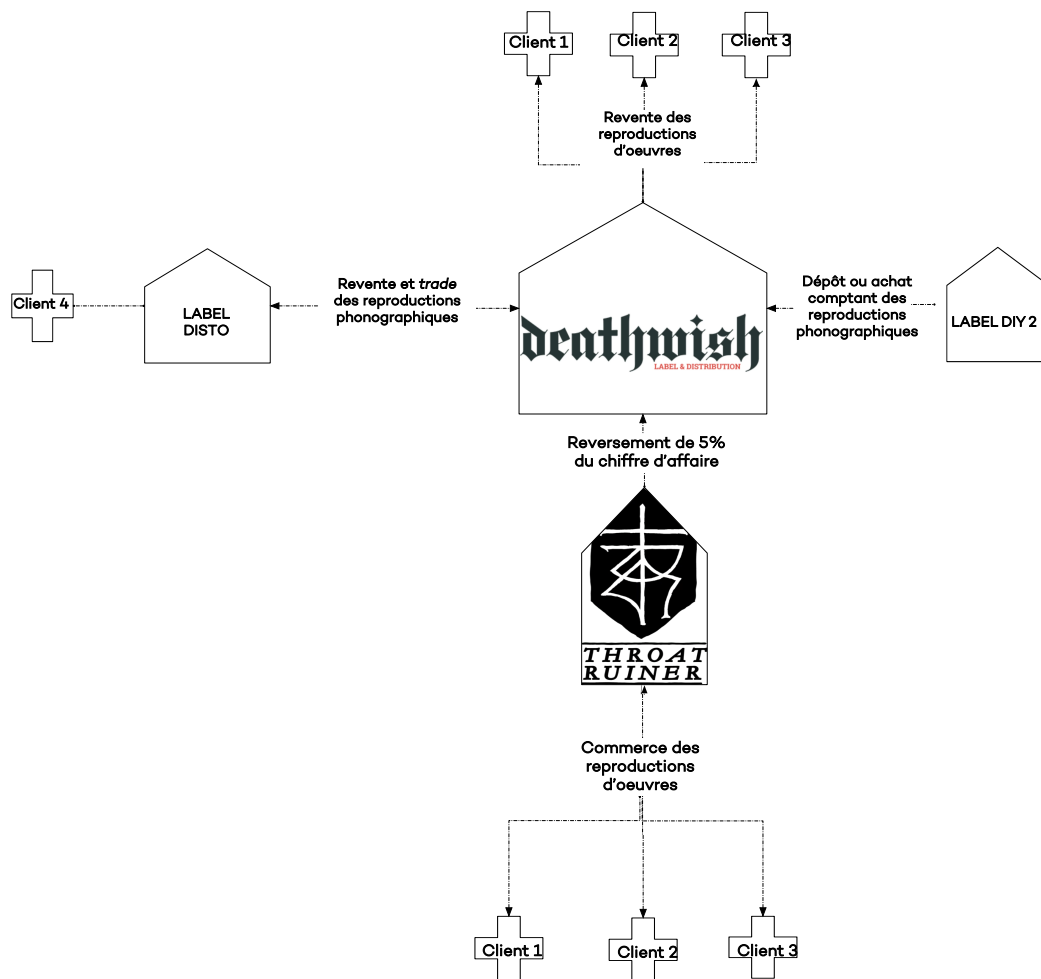 Client 1
Client 2
Client 3
Revente des
reproductions
d'oeuvres
Client 4
LABEL
DISTO
Revente et trade
des reproductions
phonographiques
deathwish
LABEL & DISTRIBUTION
Dépôt ou achat
comptant des
reproductions
phonographiques
LABEL DIY 2
Reversement de 5%
du chiffre d'affaire
THROAT
RUINER
Commerce des
reproductions
d'oeuvres
Client 1
Client 2
Client 3